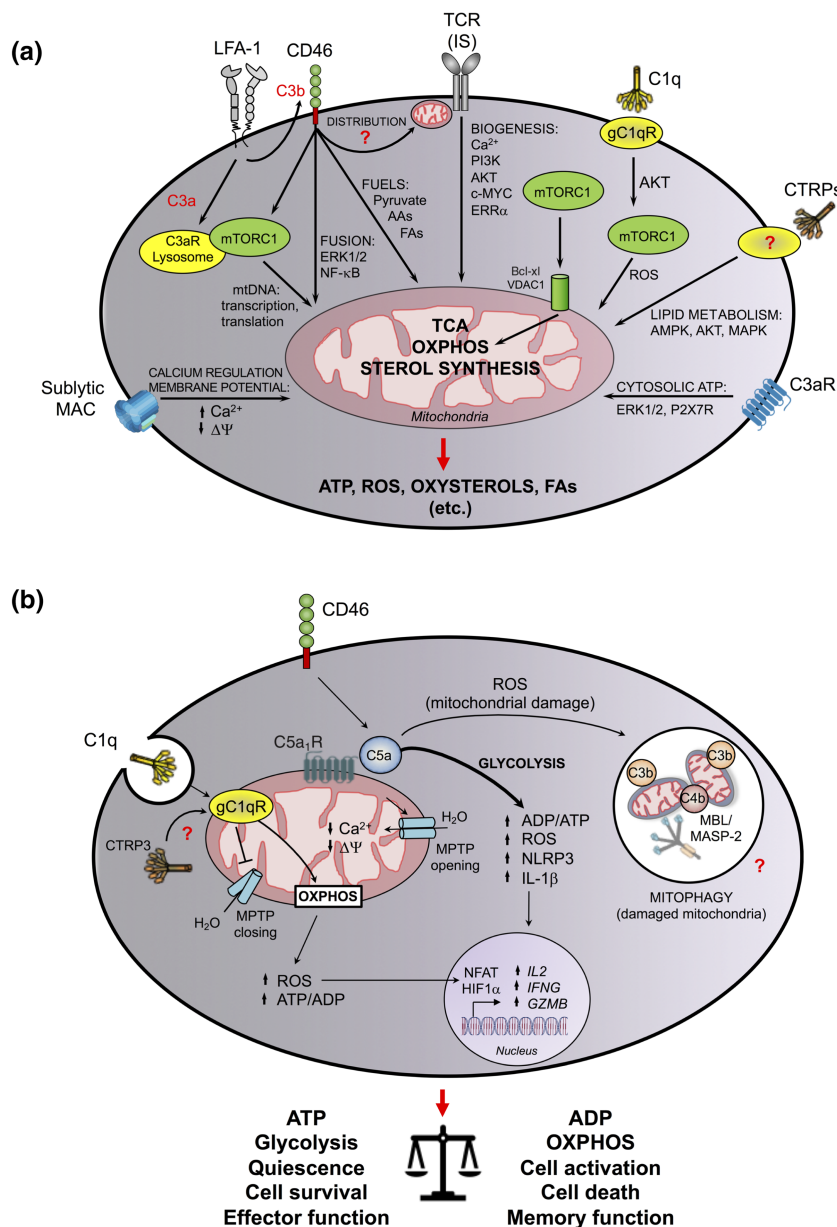 (a)
LFA-1
CD46
TCR
(IS)
C1q
C3b
DISTRIBUTION
?
BIOGENESIS:
Ca2+
PI3K
AKT
c-MYC
ERRα
gC1qR
AKT
CTRPs
?
C3a
C3aR
Lysosome
mTORC1
FUELS:
Pyruvate
AAs
FAs
FUSION:
ERK1/2
NF-κB
mTORC1
mTORC1
mtDNA:
transcription,
translation
Bcl-xl
VDAC1
ROS
TCA
OXPHOS
STEROL SYNTHESIS
Mitochondria
LIPID METABOLISM:
AMPK, AKT, MAPK
Sublytic
MAC
CALCIUM REGULATION
MEMBRANE POTENTIAL:
Ca2+
ΔΨ
CYTOSOLIC ATP:
ERK1/2, P2X7R
C3aR
ATP, ROS, OXYSTEROLS, FAs
(etc.)
(b)
CD46
C1q
C5a1R
C5a
ROS
(mitochondrial damage)
GLYCOLYSIS
gC1qR
?
CTRP3
Ca2+
ΔΨ
H2O
MPTP
opening
H2O
MPTP
closing
OXPHOS
ADP/ATP
ROS
NLRP3
IL-1β
C3b
C3b
C4b
MBL/
MASP-2
?
MITOPHAGY
(damaged mitochondria)
ROS
ATP/ADP
NFAT
HIF1α
IL2
IFNG
GZMB
Nucleus
ATP
Glycolysis
Quiescence
Cell survival
Effector function
ADP
OXPHOS
Cell activation
Cell death
Memory function